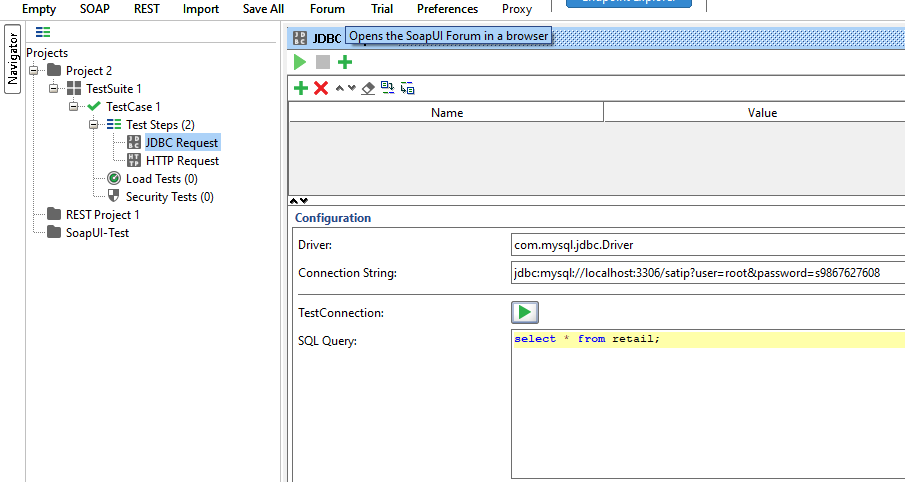 Empty SOAP REST Import Save All Forum Trial Preferences Proxy Endpoint Explorer
JDBC Opens the SoapUI Forum in a browser
Navigator
Projects
Project 2
TestSuite 1
TestCase 1
Test Steps (2)
JDBC Request
HTTP Request
Load Tests (0)
Security Tests (0)
REST Project 1
SoapUI-Test
Name Value
Configuration
Driver: com.mysql.jdbc.Driver
Connection String: jdbc:mysql://localhost:3306/satip?user=root&password=s9867627608
TestConnection:
SQL Query: select * from retail;